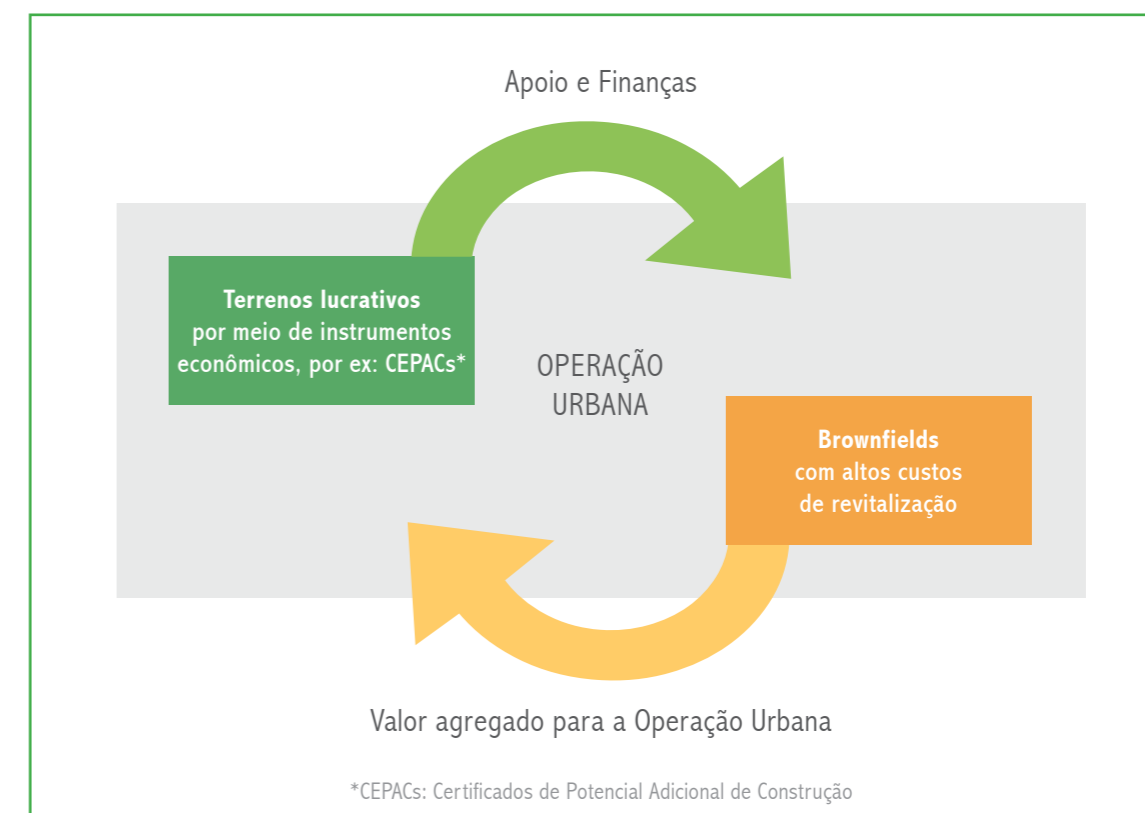 Apoio e Finanças
Terrenos lucrativos
por meio de instrumentos
econômicos, por ex: CEPACs*
OPERAÇÃO
URBANA
Brownfields
com altos custos
de revitalização
Valor agregado para a Operação Urbana
*CEPACs: Certificados de Potencial Adicional de Construção